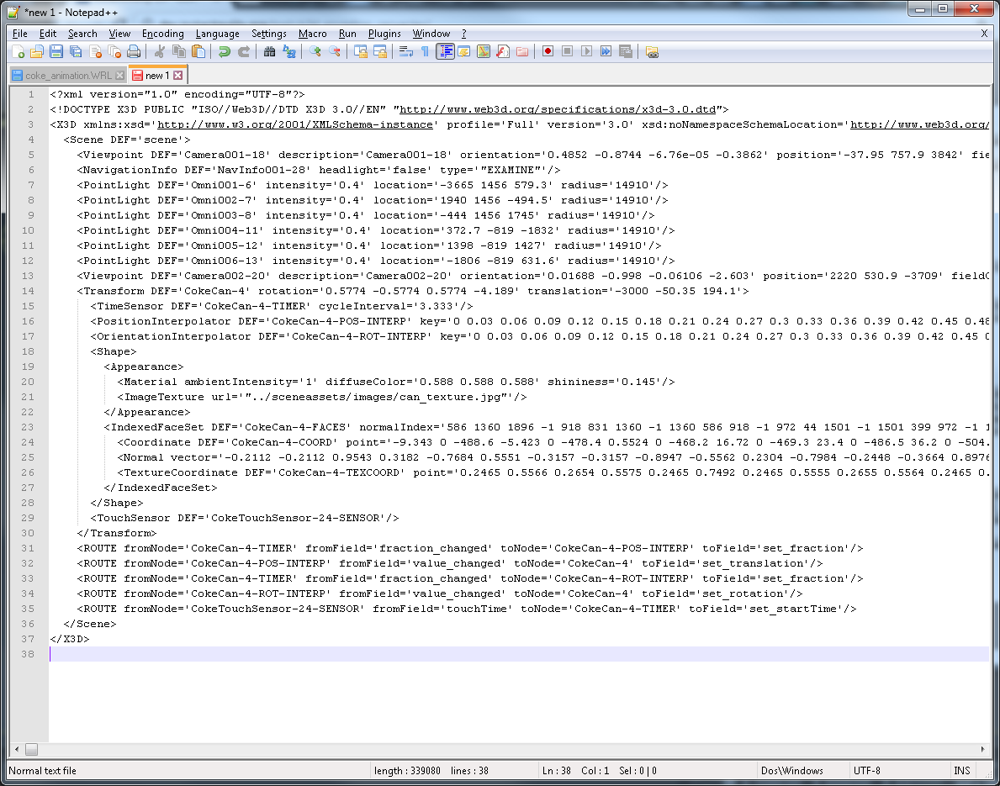 *new 1 - Notepad++
File Edit Search View Encoding Language Settings Macro Run Plugins Window ? X
coke_animation.WRL new 1
1 <?xml version="1.0" encoding="UTF-8"?>
2 <!DOCTYPE X3D PUBLIC "ISO//Web3D//DTD X3D 3.0//EN" "http://www.web3d.org/specifications/x3d-3.0.dtd">
3 <X3D xmlns:xsd='http://www.w3.org/2001/XMLSchema-instance' profile='Full' version='3.0' xsd:noNamespaceSchemaLocation='http://www.web3d.org/
4 <Scene DEF='scene'>
5 <Viewpoint DEF='Camera001-18' description='Camera001-18' orientation='0.4852 -0.8744 -6.76e-05 -0.3862' position='-37.95 757.9 3842' fie
6 <NavigationInfo DEF='NavInfo001-28' headlight='false' type='"EXAMINE"'/>
7 <PointLight DEF='Omni001-6' intensity='0.4' location='-3665 1456 579.3' radius='14910'/>
8 <PointLight DEF='Omni002-7' intensity='0.4' location='1940 1456 -494.5' radius='14910'/>
9 <PointLight DEF='Omni003-8' intensity='0.4' location='-444 1456 1745' radius='14910'/>
10 <PointLight DEF='Omni004-11' intensity='0.4' location='372.7 -819 -1832' radius='14910'/>
11 <PointLight DEF='Omni005-12' intensity='0.4' location='1398 -819 1427' radius='14910'/>
12 <PointLight DEF='Omni006-13' intensity='0.4' location='-1806 -819 631.6' radius='14910'/>
13 <Viewpoint DEF='Camera002-20' description='Camera002-20' orientation='0.01688 -0.998 -0.06106 -2.603' position='2220 530.9 -3709' fieldO
14 <Transform DEF='CokeCan-4' rotation='0.5774 -0.5774 0.5774 -4.189' translation='-3000 -50.35 194.1'>
15 <TimeSensor DEF='CokeCan-4-TIMER' cycleInterval='3.333'/>
16 <PositionInterpolator DEF='CokeCan-4-POS-INTERP' key='0 0.03 0.06 0.09 0.12 0.15 0.18 0.21 0.24 0.27 0.3 0.33 0.36 0.39 0.42 0.45 0.48
17 <OrientationInterpolator DEF='CokeCan-4-ROT-INTERP' key='0 0.03 0.06 0.09 0.12 0.15 0.18 0.21 0.24 0.27 0.3 0.33 0.36 0.39 0.42 0.45 0
18 <Shape>
19 <Appearance>
20 <Material ambientIntensity='1' diffuseColor='0.588 0.588 0.588' shininess='0.145'/>
21 <ImageTexture url='"../sceneassets/images/can_texture.jpg"'/>
22 </Appearance>
23 <IndexedFaceSet DEF='CokeCan-4-FACES' normalIndex='586 1360 1896 -1 918 831 1360 -1 1360 586 918 -1 972 44 1501 -1 1501 399 972 -1 1
24 <Coordinate DEF='CokeCan-4-COORD' point='-9.343 0 -488.6 -5.423 0 -478.4 0.5524 0 -468.2 16.72 0 -469.3 23.4 0 -486.5 36.2 0 -504.
25 <Normal vector='-0.2112 -0.2112 0.9543 0.3182 -0.7684 0.5551 -0.3157 -0.3157 -0.8947 -0.5562 0.2304 -0.7984 -0.2448 -0.3664 0.8976
26 <TextureCoordinate DEF='CokeCan-4-TEXCOORD' point='0.2465 0.5566 0.2654 0.5575 0.2465 0.7492 0.2465 0.5555 0.2655 0.5564 0.2465 0.
27 </IndexedFaceSet>
28 </Shape>
29 <TouchSensor DEF='CokeTouchSensor-24-SENSOR'/>
30 </Transform>
31 <ROUTE fromNode='CokeCan-4-TIMER' fromField='fraction_changed' toNode='CokeCan-4-POS-INTERP' toField='set_fraction'/>
32 <ROUTE fromNode='CokeCan-4-POS-INTERP' fromField='value_changed' toNode='CokeCan-4' toField='set_translation'/>
33 <ROUTE fromNode='CokeCan-4-TIMER' fromField='fraction_changed' toNode='CokeCan-4-ROT-INTERP' toField='set_fraction'/>
34 <ROUTE fromNode='CokeCan-4-ROT-INTERP' fromField='value_changed' toNode='CokeCan-4' toField='set_rotation'/>
35 <ROUTE fromNode='CokeTouchSensor-24-SENSOR' fromField='touchTime' toNode='CokeCan-4-TIMER' toField='set_startTime'/>
36 </Scene>
37 </X3D>
38
Normal text file length : 339080 lines : 38 Ln : 38 Col : 1 Sel : 0 | 0 Dos\Windows UTF-8 INS